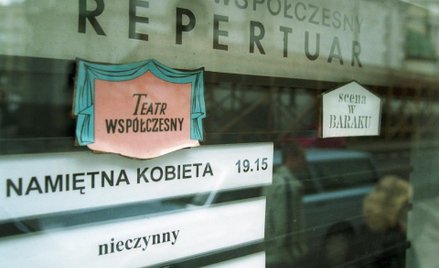 WSPÓŁCZESNY
REPERTUAR
TEATR
WSPÓŁCZESNY
scena
w
BARAKU
NAMIĘTNA KOBIETA 19.15
nieczynny